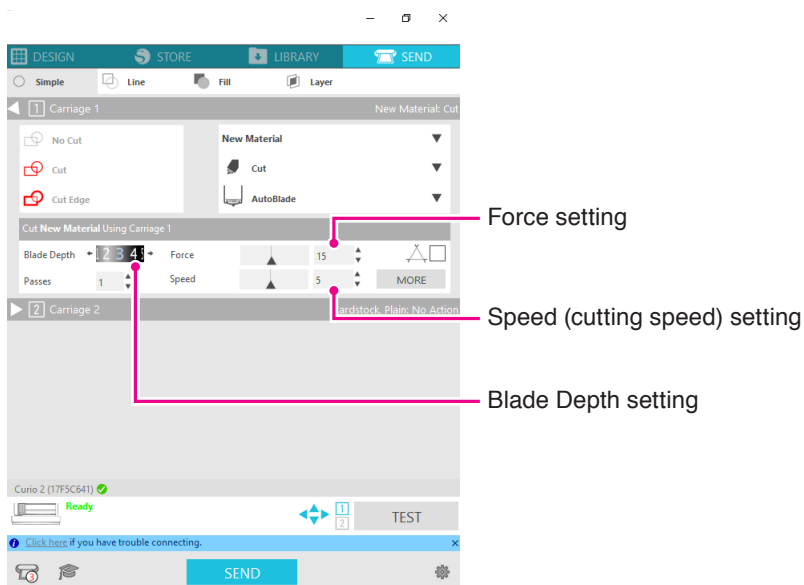 DESIGN STORE LIBRARY SEND
Simple Line Fill Layer
1 Carriage 1 New Material: Cut
No Cut
Cut
Cut Edge
New Material
Cut
AutoBlade
Cut New Material Using Carriage 1
Blade Depth 2 3 4 Force 15
Passes 1 Speed 5 MORE
2 Carriage 2 ardstock, Plain: No Action
Force setting
Speed (cutting speed) setting
Blade Depth setting
Curio 2 (17F5C641)
Ready
1
2
TEST
Click here if you have trouble connecting.
3
SEND